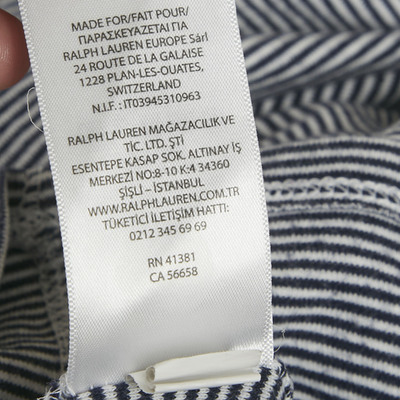 MADE FOR/FAIT POUR/
ΠΑΡΑΣΚΕΥΑΖΕΤΑΙ ΓΙΑ
RALPH LAUREN EUROPE Sárl
24 ROUTE DE LA GALAISE
1228 PLAN-LES-OUATES,
SWITZERLAND
N.I.F.: IT03945310963
RALPH LAUREN MAĞAZACILIK VE
TİC. LTD. ŞTİ
ESENTEPE KASAP SOK. ALTINAY İŞ
MERKEZİ NO:8-10 K:4 34360
ŞİŞLİ – İSTANBUL
WWW.RALPHLAUREN.COM.TR
TÜKETİCİ İLETİŞİM HATTI:
0212 345 69 69
RN 41381
CA 56658